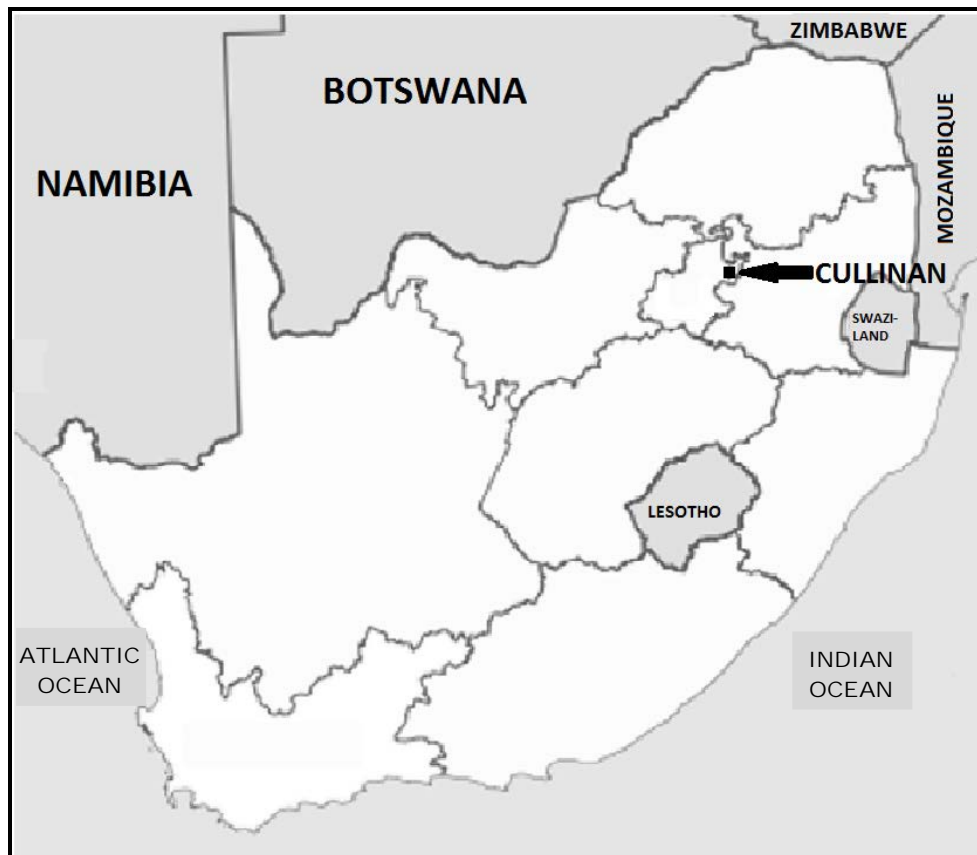 ZIMBABWE
BOTSWANA
NAMIBIA
MOZAMBIQUE
CULLINAN
SWAZI-
LAND
LESOTHO
ATLANTIC
OCEAN
INDIAN
OCEAN